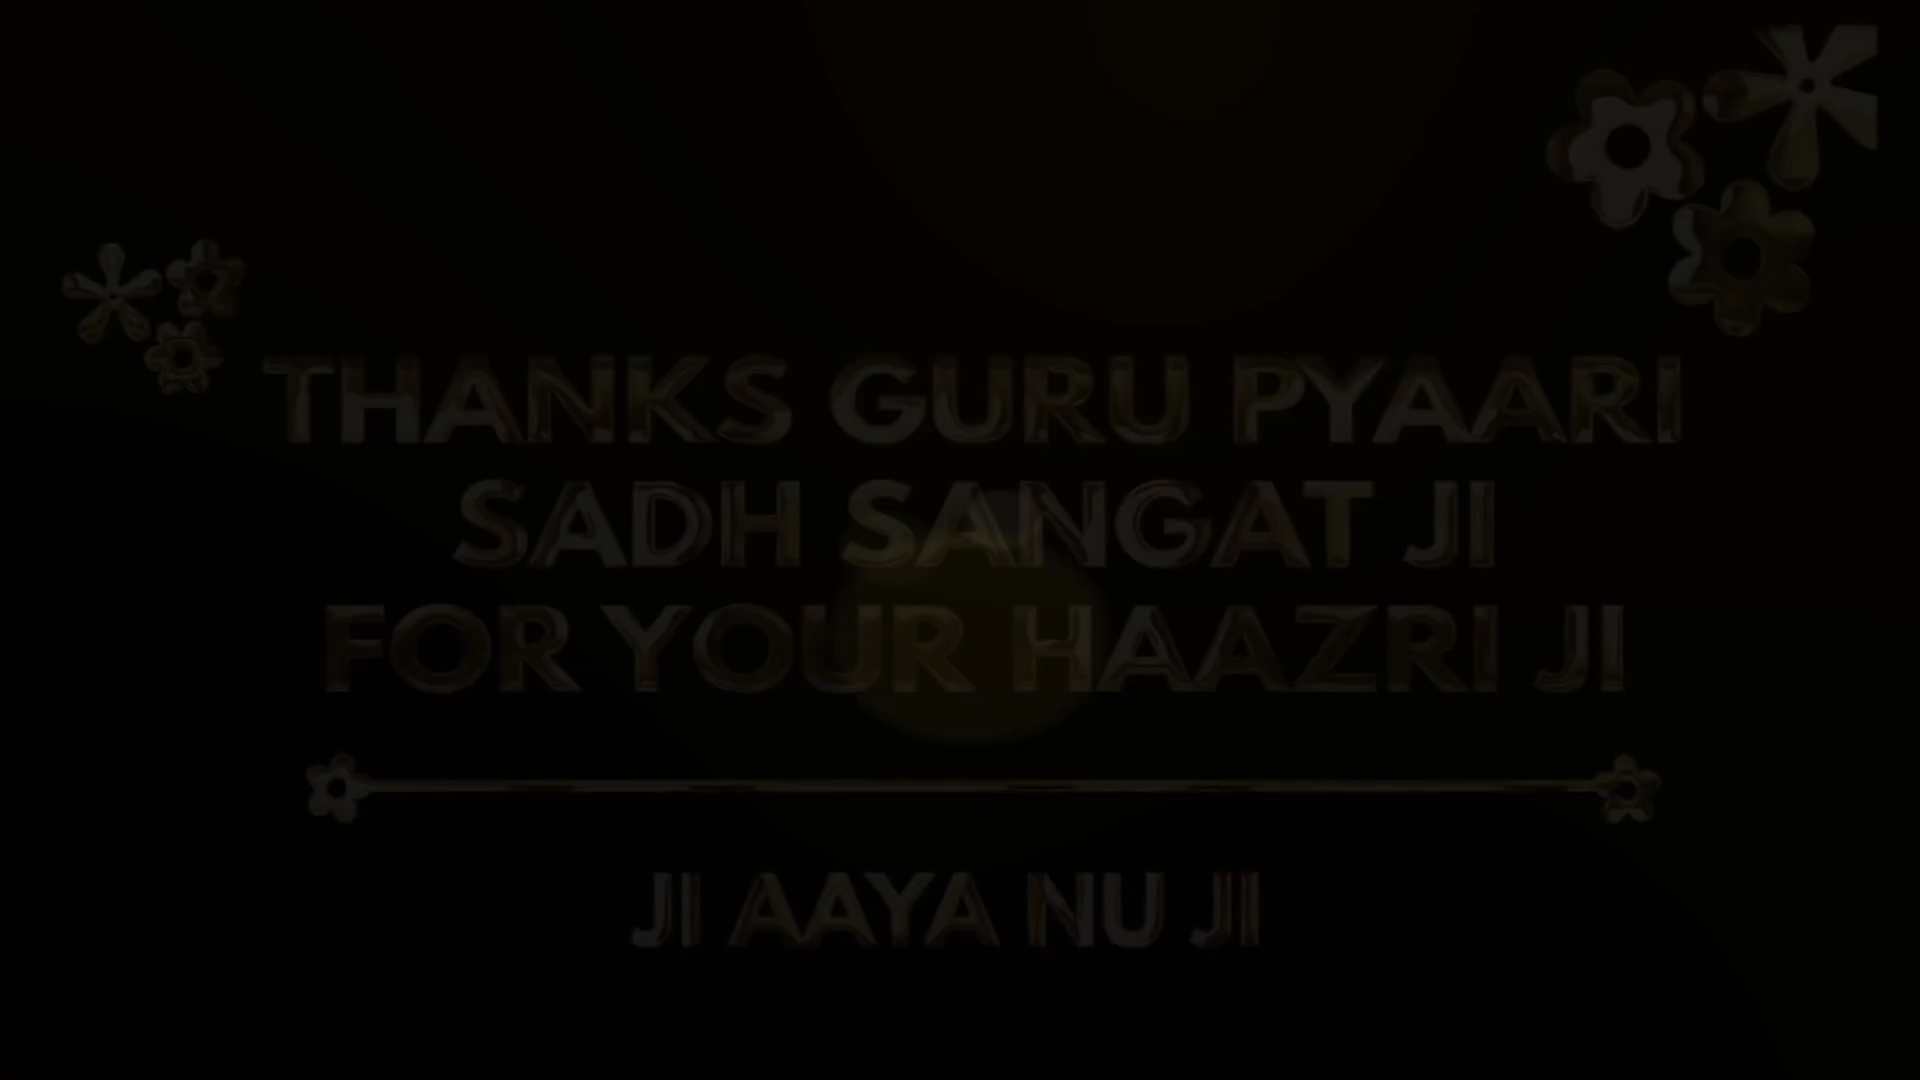 THANKS GURU PYAARI
SADH SANGAT JI
FOR YOUR HAAZRI JI
JI AAYA NU JI